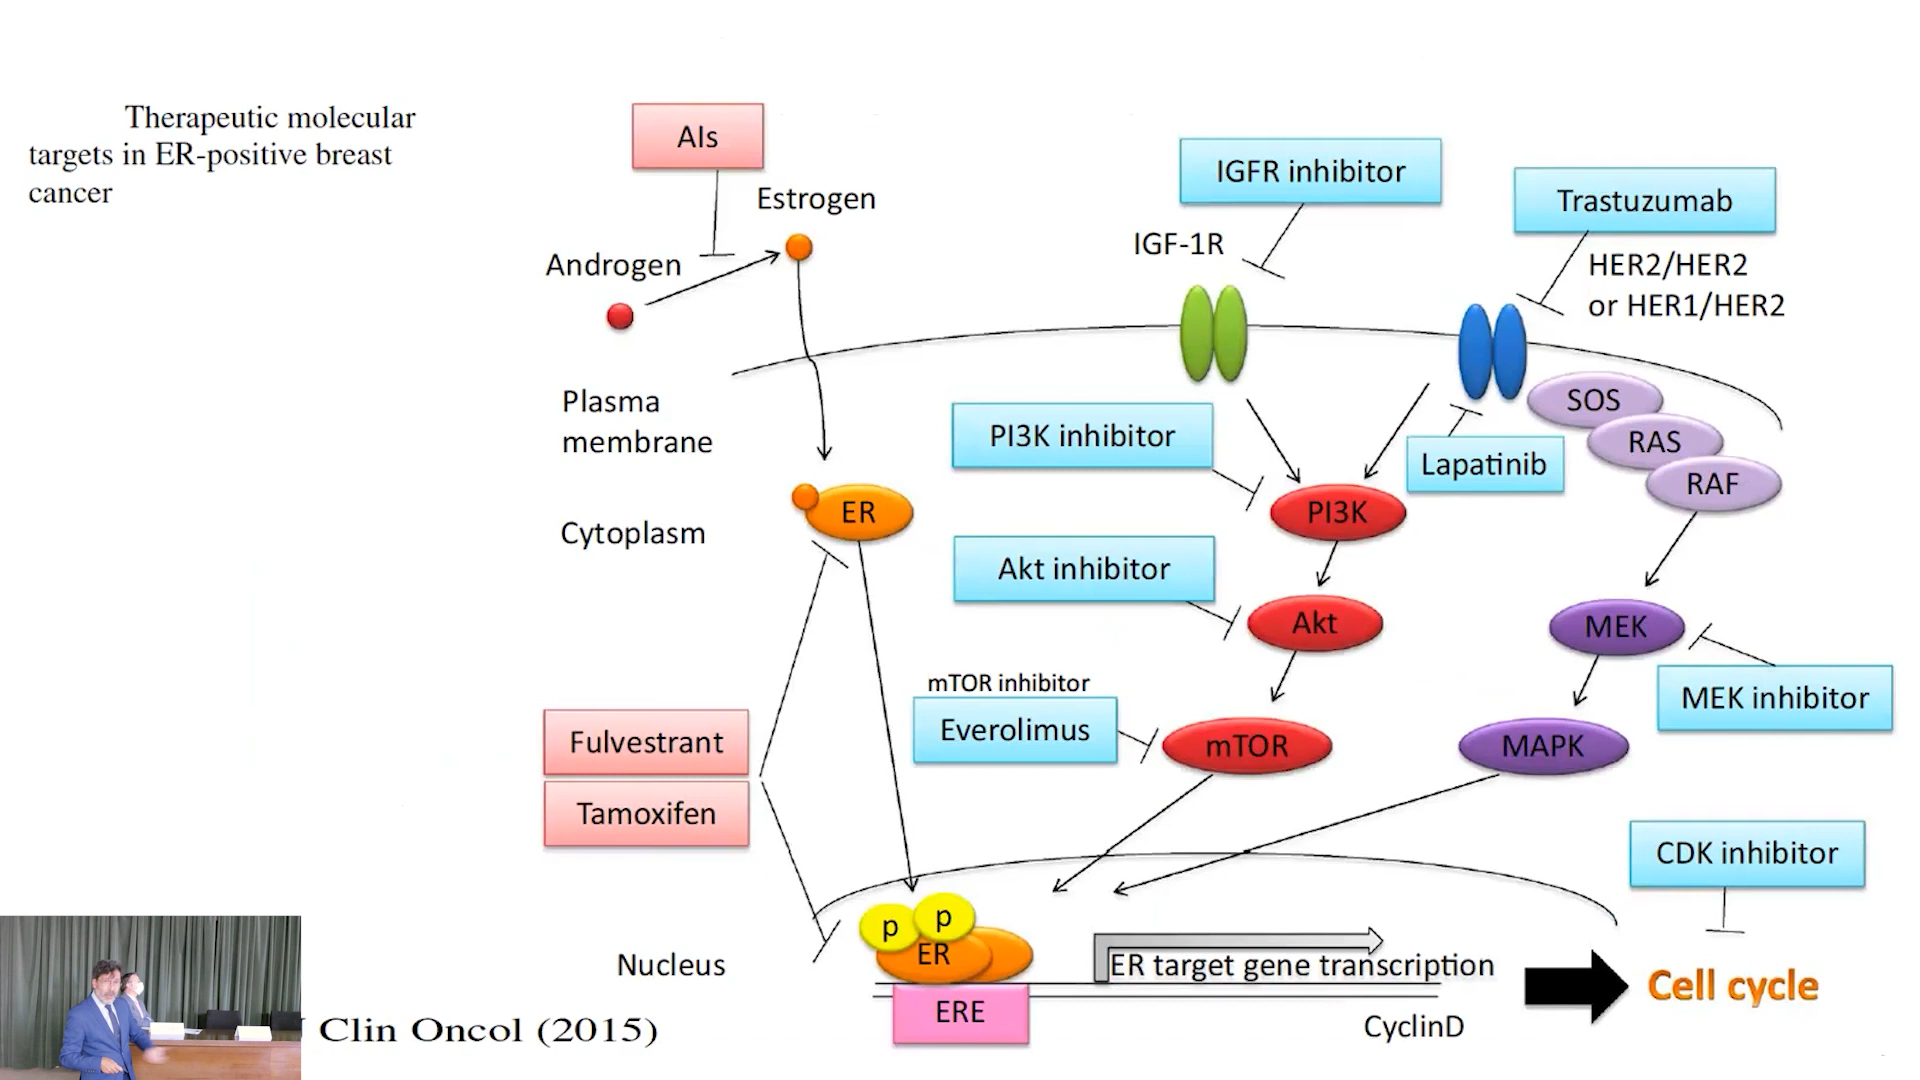 Therapeutic molecular
targets in ER-positive breast
cancer
AIs
Estrogen
Androgen
IGFR inhibitor
IGF-1R
Trastuzumab
HER2/HER2
or HER1/HER2
Plasma
membrane
PI3K inhibitor
Lapatinib
SOS
RAS
RAF
ER
PI3K
Cytoplasm
Akt inhibitor
Akt
MEK
mTOR inhibitor
Everolimus
MEK inhibitor
Fulvestrant
Tamoxifen
mTOR
MAPK
CDK inhibitor
p
p
ER
Nucleus
ER target gene transcription
Cell cycle
ERE
CyclinD
Clin Oncol (2015)